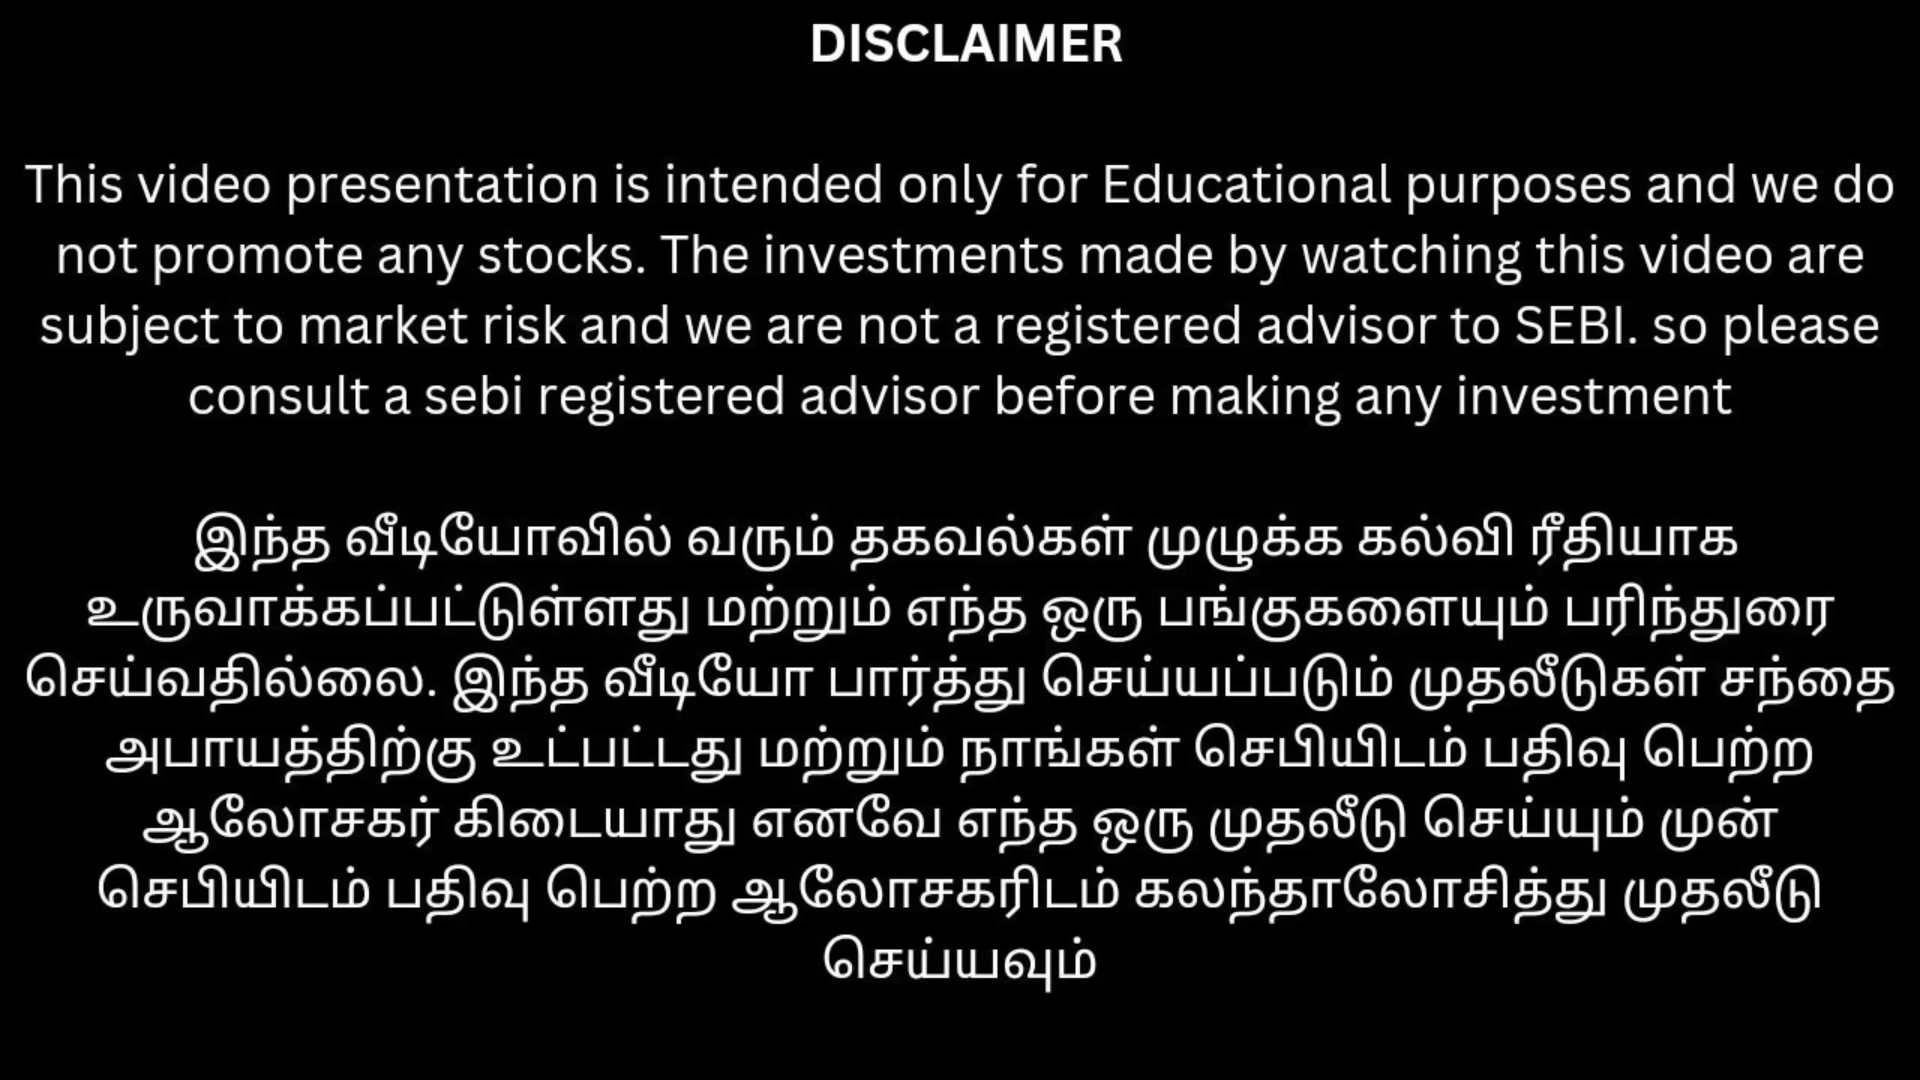 DISCLAIMER
This video presentation is intended only for Educational purposes and we do
not promote any stocks. The investments made by watching this video are
subject to market risk and we are not a registered advisor to SEBI. so please
consult a sebi registered advisor before making any investment
இந்த வீடியோவில் வரும் தகவல்கள் முழுக்க கல்வி ரீதியாக
உருவாக்கப்பட்டுள்ளது மற்றும் எந்த ஒரு பங்குகளையும் பரிந்துரை
செய்வதில்லை. இந்த வீடியோ பார்த்து செய்யப்படும் முதலீடுகள் சந்தை
அபாயத்திற்கு உட்பட்டது மற்றும் நாங்கள் செபியிடம் பதிவு பெற்ற
ஆலோசகர் கிடையாது எனவே எந்த ஒரு முதலீடு செய்யும் முன்
செபியிடம் பதிவு பெற்ற ஆலோசகரிடம் கலந்தாலோசித்து முதலீடு
செய்யவும்